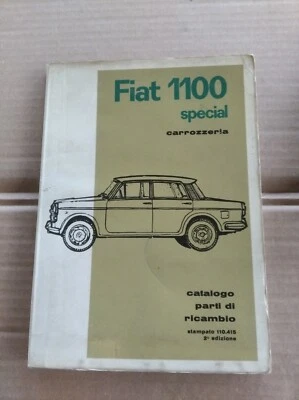 Fiat 1100
special
carrozzeria
catalogo
parti di
ricambio
stampato 110.415
2ª edizione